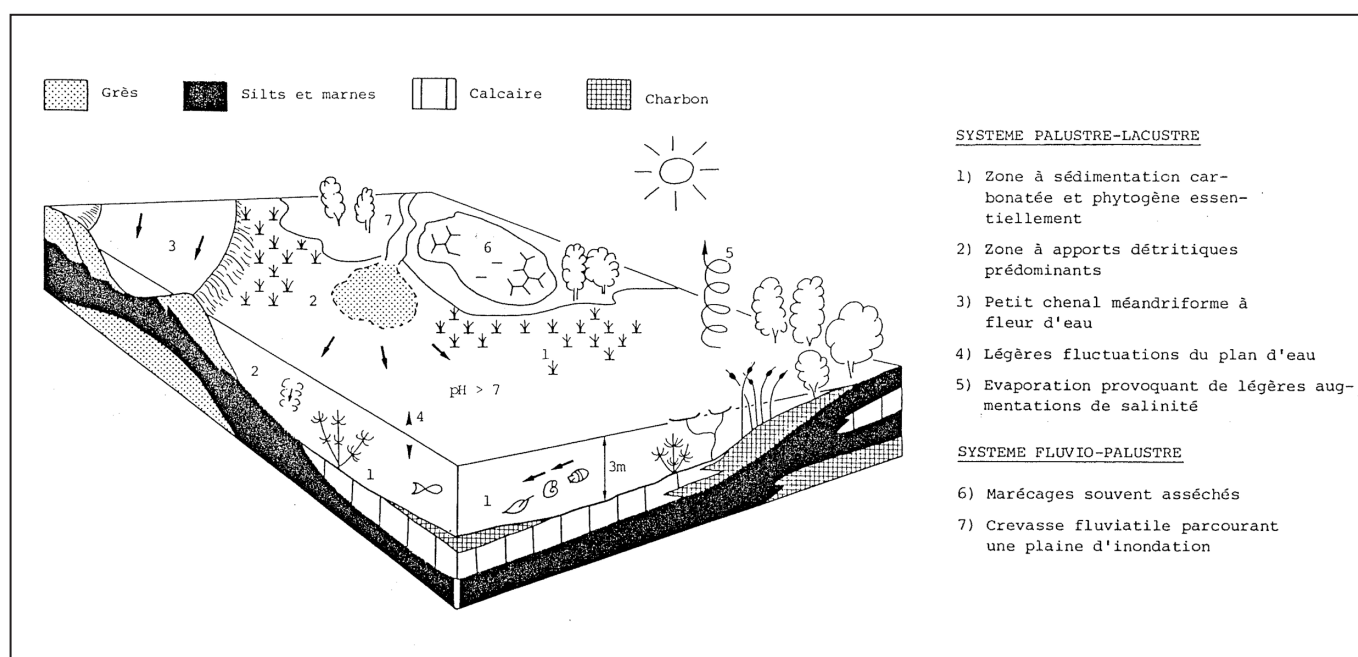 Grès
Silts et marnes
Calcaire
Charbon
SYSTEME PALUSTRE-LACUSTRE
1) Zone à sédimentation car-
bonatée et phytogène essen-
tiellement
2) Zone à apports détritiques
prédominants
3) Petit chenal méandriforme à
fleur d'eau
4) Légères fluctuations du plan d'eau
5) Evaporation provoquant de légères aug-
mentations de salinité
SYSTEME FLUVIO-PALUSTRE
6) Marécages souvent asséchés
7) Crevasse fluviatile parcourant
une plaine d'inondation
7
3
6
5
2
1
pH > 7
2
4
3m
1
1